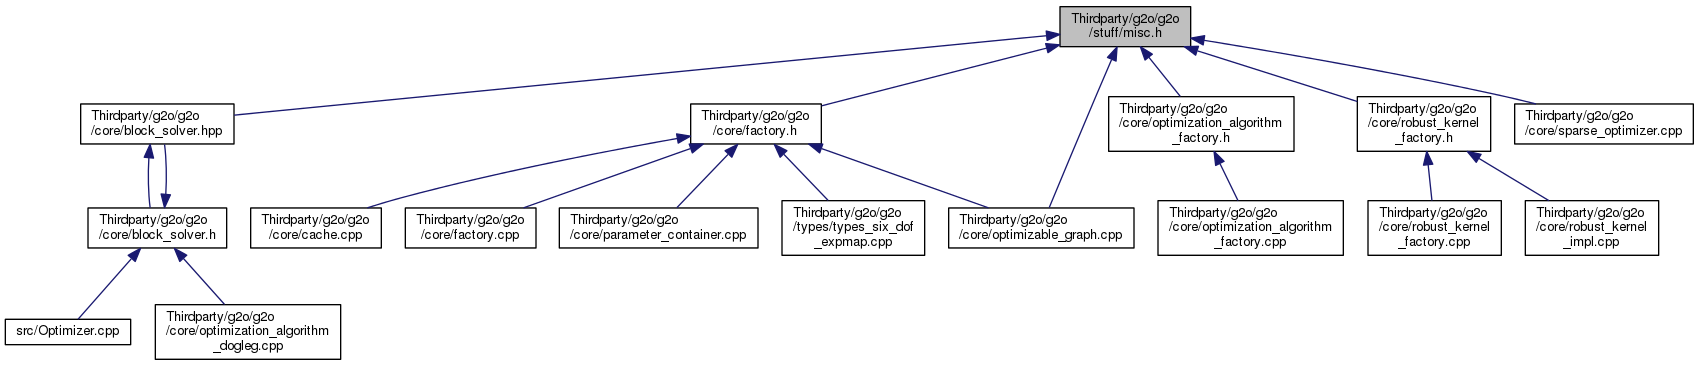 Thirdparty/g2o/g2o
/stuff/misc.h
Thirdparty/g2o/g2o
/core/block_solver.hpp
Thirdparty/g2o/g2o
/core/factory.h
Thirdparty/g2o/g2o
/core/optimization_algorithm
_factory.h
Thirdparty/g2o/g2o
/core/robust_kernel
_factory.h
Thirdparty/g2o/g2o
/core/sparse_optimizer.cpp
Thirdparty/g2o/g2o
/core/block_solver.h
Thirdparty/g2o/g2o
/core/cache.cpp
Thirdparty/g2o/g2o
/core/factory.cpp
Thirdparty/g2o/g2o
/core/parameter_container.cpp
Thirdparty/g2o/g2o
/types/types_six_dof
_expmap.cpp
Thirdparty/g2o/g2o
/core/optimizable_graph.cpp
Thirdparty/g2o/g2o
/core/optimization_algorithm
_factory.cpp
Thirdparty/g2o/g2o
/core/robust_kernel
_factory.cpp
Thirdparty/g2o/g2o
/core/robust_kernel
_impl.cpp
src/Optimizer.cpp
Thirdparty/g2o/g2o
/core/optimization_algorithm
_dogleg.cpp